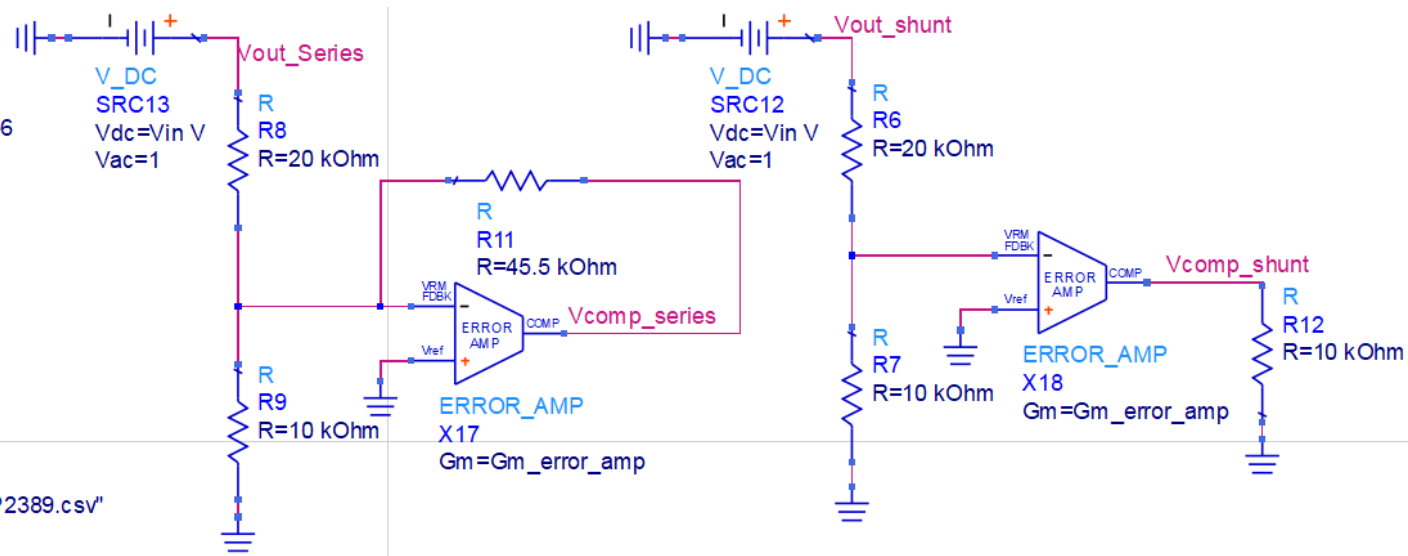 I +
Vout_Series
V_DC
SRC13
Vdc=Vin V
Vac=1
6
R
R8
R=20 kOhm
R
R11
R=45.5 kOhm
VRM
FDBK
−
ERROR
AMP
COMP
Vref
+
Vcomp_series
ERROR_AMP
X17
Gm=Gm_error_amp
R
R9
R=10 kOhm
2389.csv"
I +
Vout_shunt
V_DC
SRC12
Vdc=Vin V
Vac=1
R
R6
R=20 kOhm
VRM
FDBK
−
ERROR
AMP
COMP
Vref
+
Vcomp_shunt
ERROR_AMP
X18
Gm=Gm_error_amp
R
R7
R=10 kOhm
R
R12
R=10 kOhm